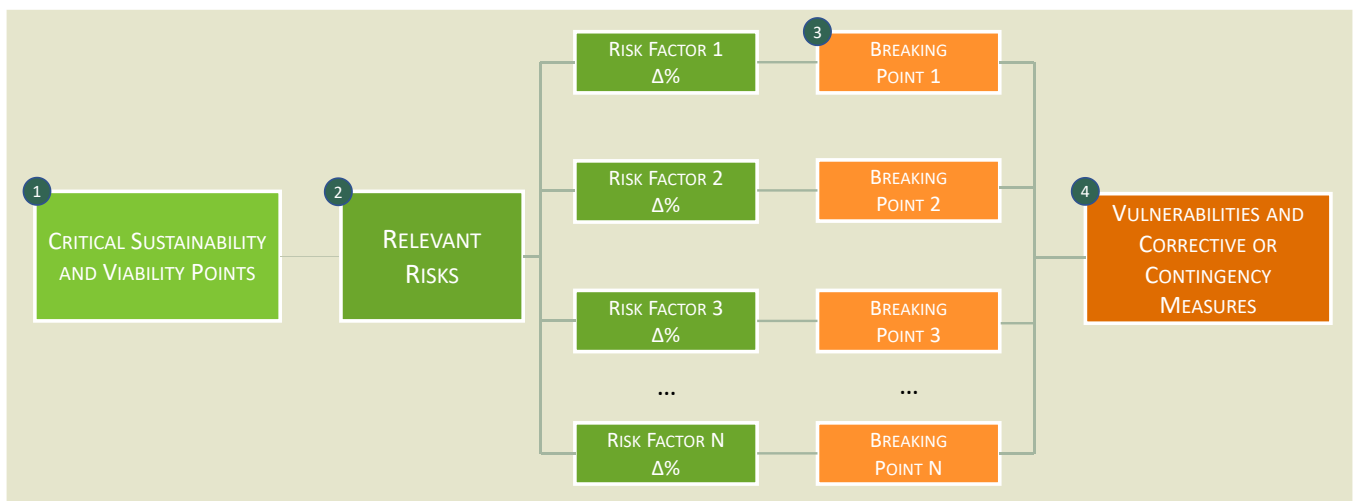 1
CRITICAL SUSTAINABILITY
AND VIABILITY POINTS
2
RELEVANT
RISKS
RISK FACTOR 1
Δ%
RISK FACTOR 2
Δ%
RISK FACTOR 3
Δ%
...
RISK FACTOR N
Δ%
3
BREAKING
POINT 1
BREAKING
POINT 2
BREAKING
POINT 3
...
BREAKING
POINT N
4
VULNERABILITIES AND
CORRECTIVE OR
CONTINGENCY
MEASURES